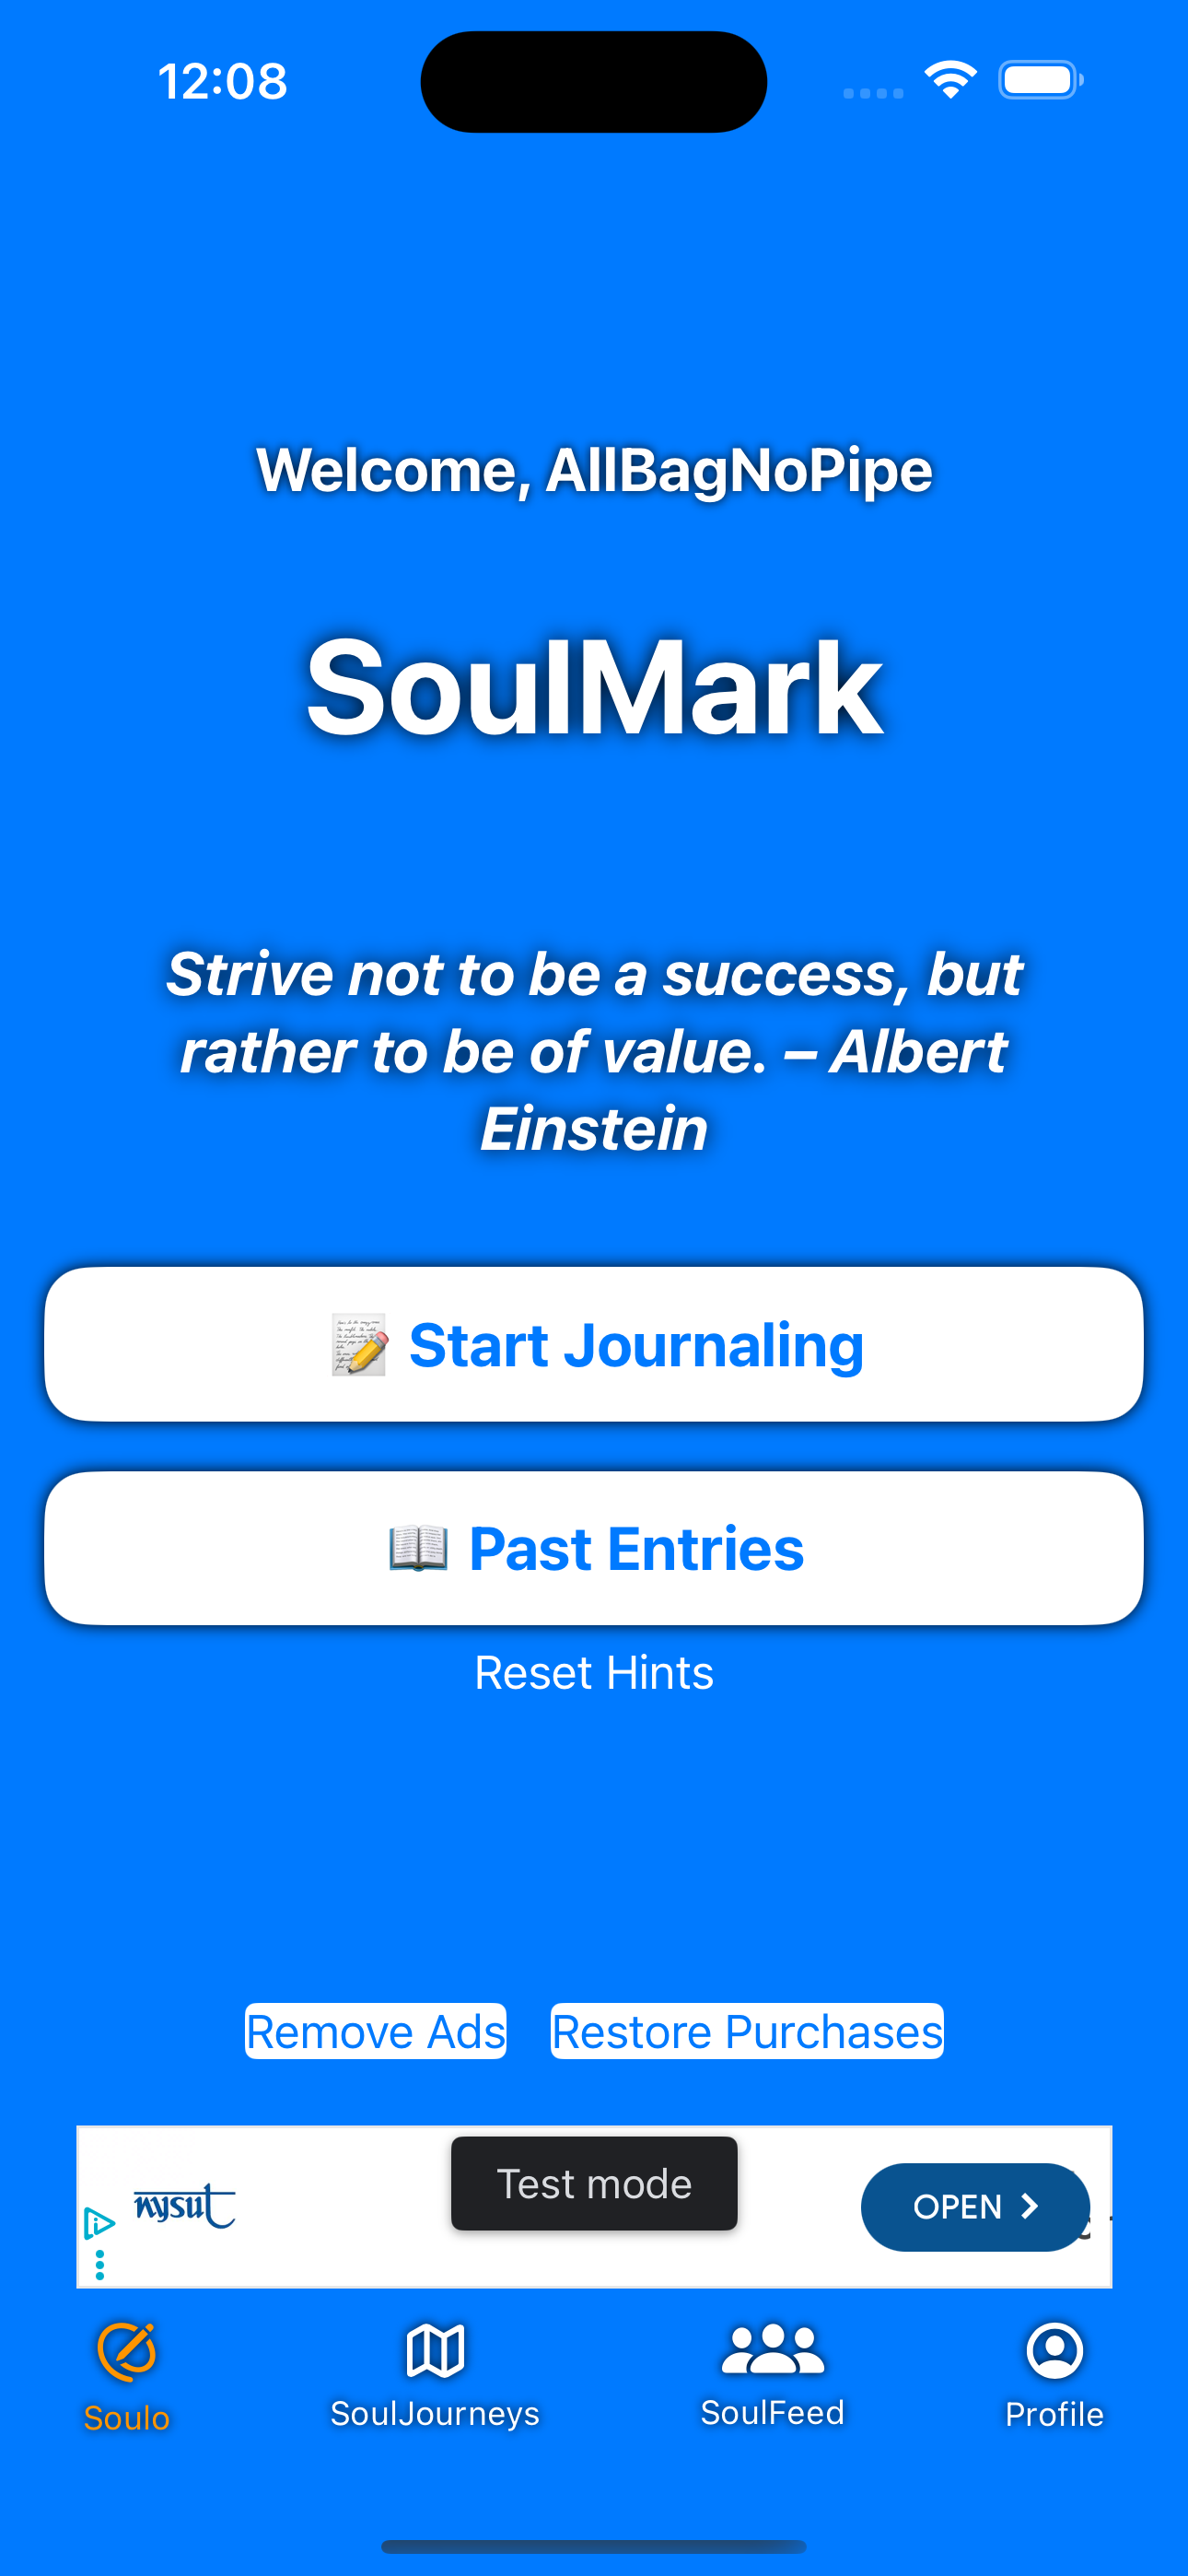 12:08
Welcome, AllBagNoPipe
SoulMark
Strive not to be a success, but
rather to be of value. – Albert
Einstein
📝 Start Journaling
📖 Past Entries
Reset Hints
Remove Ads Restore Purchases
nysut
Test mode
OPEN
Soulo SoulJourneys SoulFeed Profile